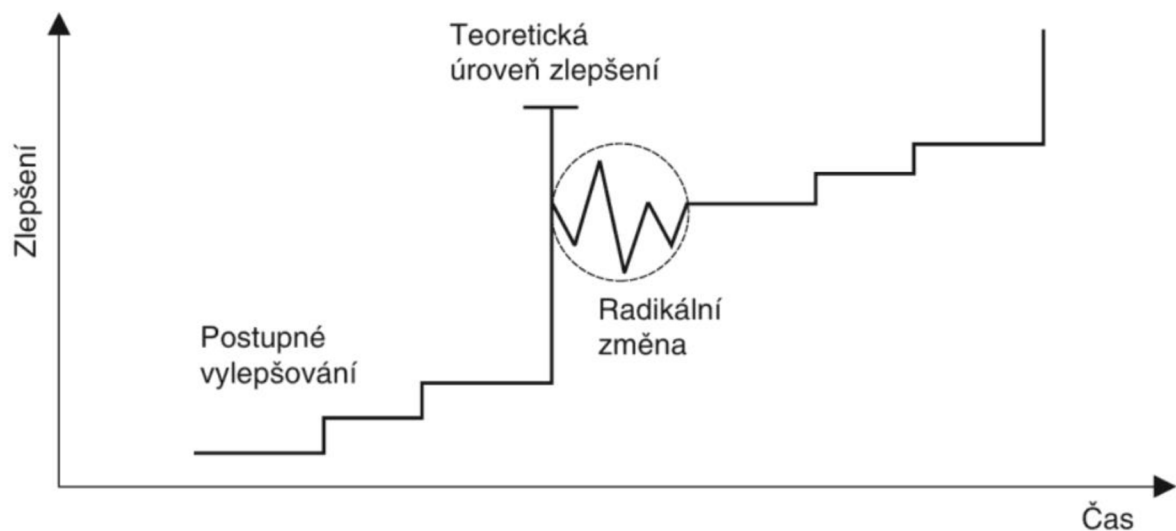 Teoretická
úroveň zlepšení
Zlepšení
Radikální
změna
Postupné
vylepšování
Čas